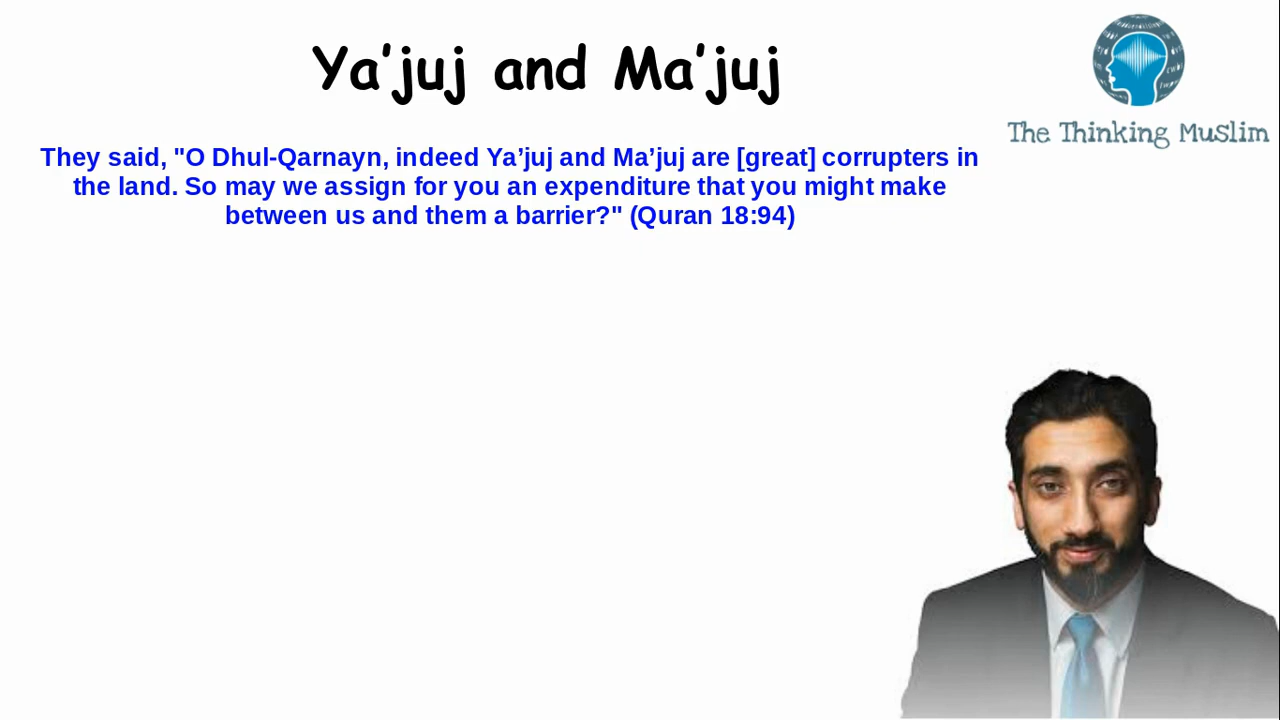 Ya’juj and Ma’juj
The Thinking Muslim
They said, "O Dhul-Qarnayn, indeed Ya’juj and Ma’juj are [great] corrupters in
the land. So may we assign for you an expenditure that you might make
between us and them a barrier?" (Quran 18:94)